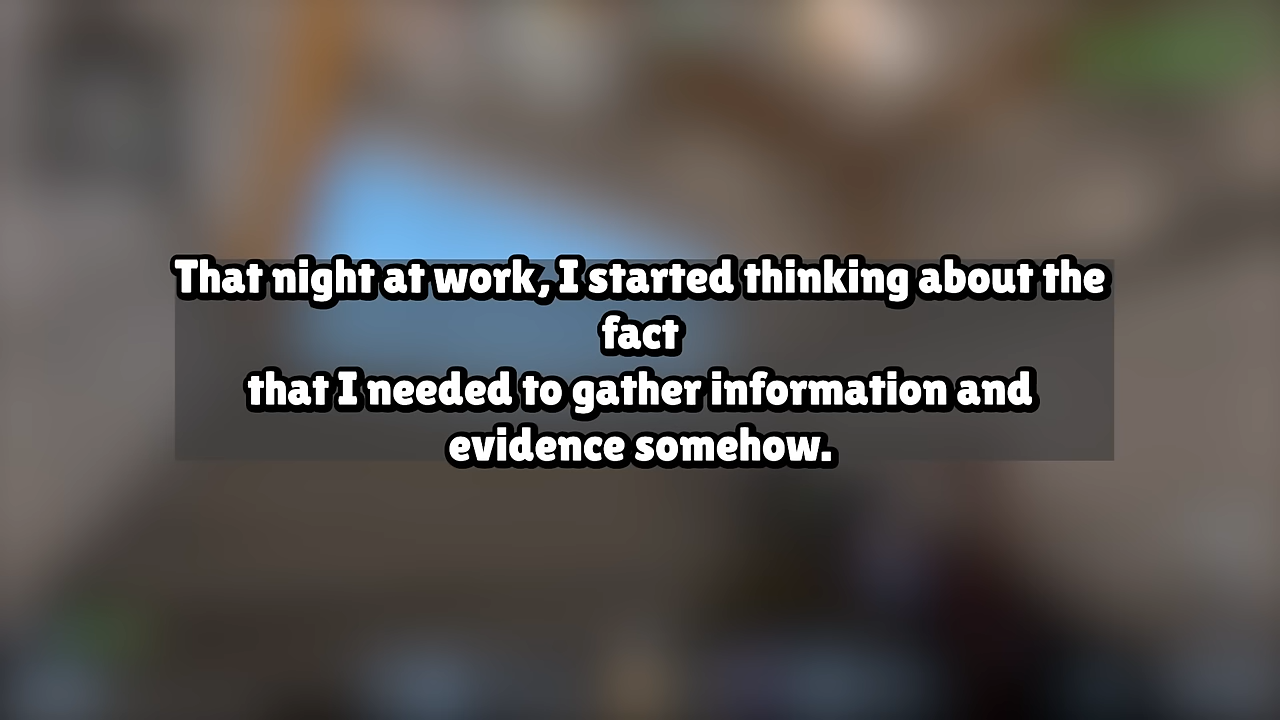 That night at work, I started thinking about the
fact
that I needed to gather information and
evidence somehow.